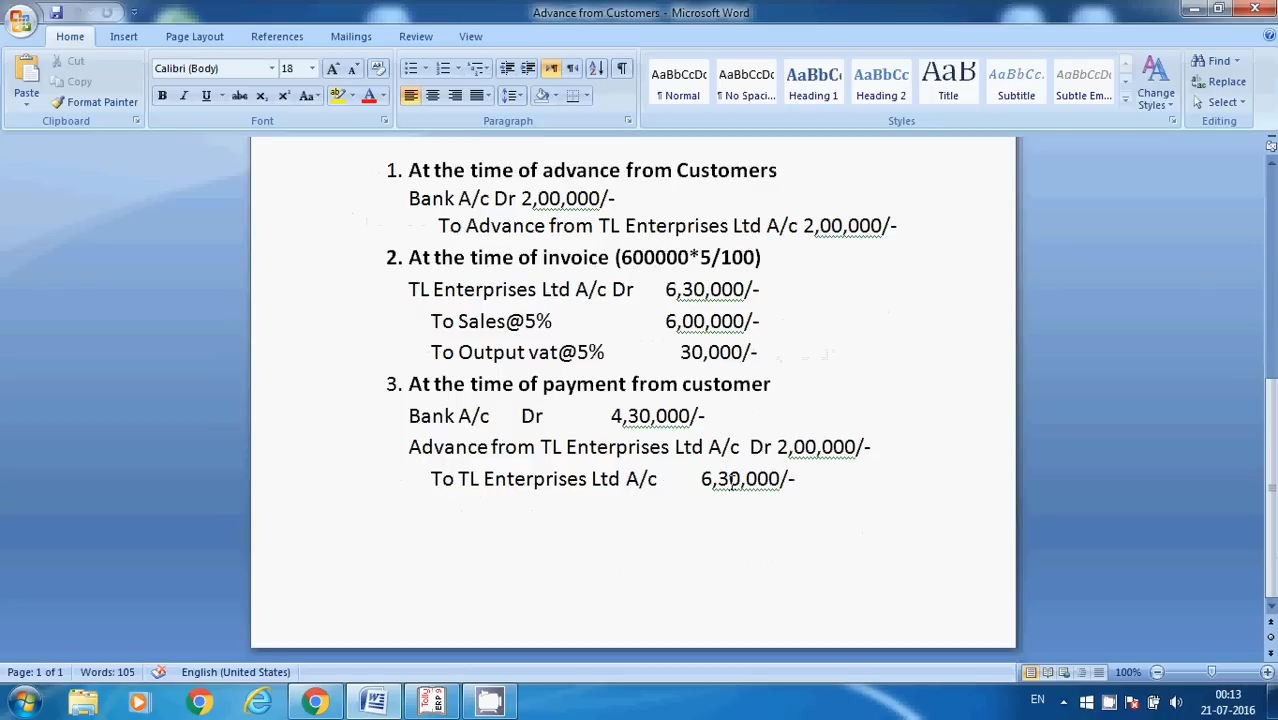 Advance from Customers - Microsoft Word
Home Insert Page Layout References Mailings Review View
Paste
Cut
Copy
Format Painter
Clipboard
Calibri (Body) 18
Font
Paragraph
AaBbCcDc AaBbCcDc AaBbC AaBbCc AaB AaBbCc. AaBbCcDc
¶ Normal ¶ No Spaci... Heading 1 Heading 2 Title Subtitle Subtle Em...
Change Styles
Styles
Find
Replace
Select
Editing
1. At the time of advance from Customers
Bank A/c Dr 2,00,000/-
To Advance from TL Enterprises Ltd A/c 2,00,000/-
2. At the time of invoice (600000*5/100)
TL Enterprises Ltd A/c Dr 6,30,000/-
To Sales@5% 6,00,000/-
To Output vat@5% 30,000/-
3. At the time of payment from customer
Bank A/c Dr 4,30,000/-
Advance from TL Enterprises Ltd A/c Dr 2,00,000/-
To TL Enterprises Ltd A/c 6,30,000/-
Page: 1 of 1 Words: 105 English (United States) 100%
EN 00:13
21-07-2016